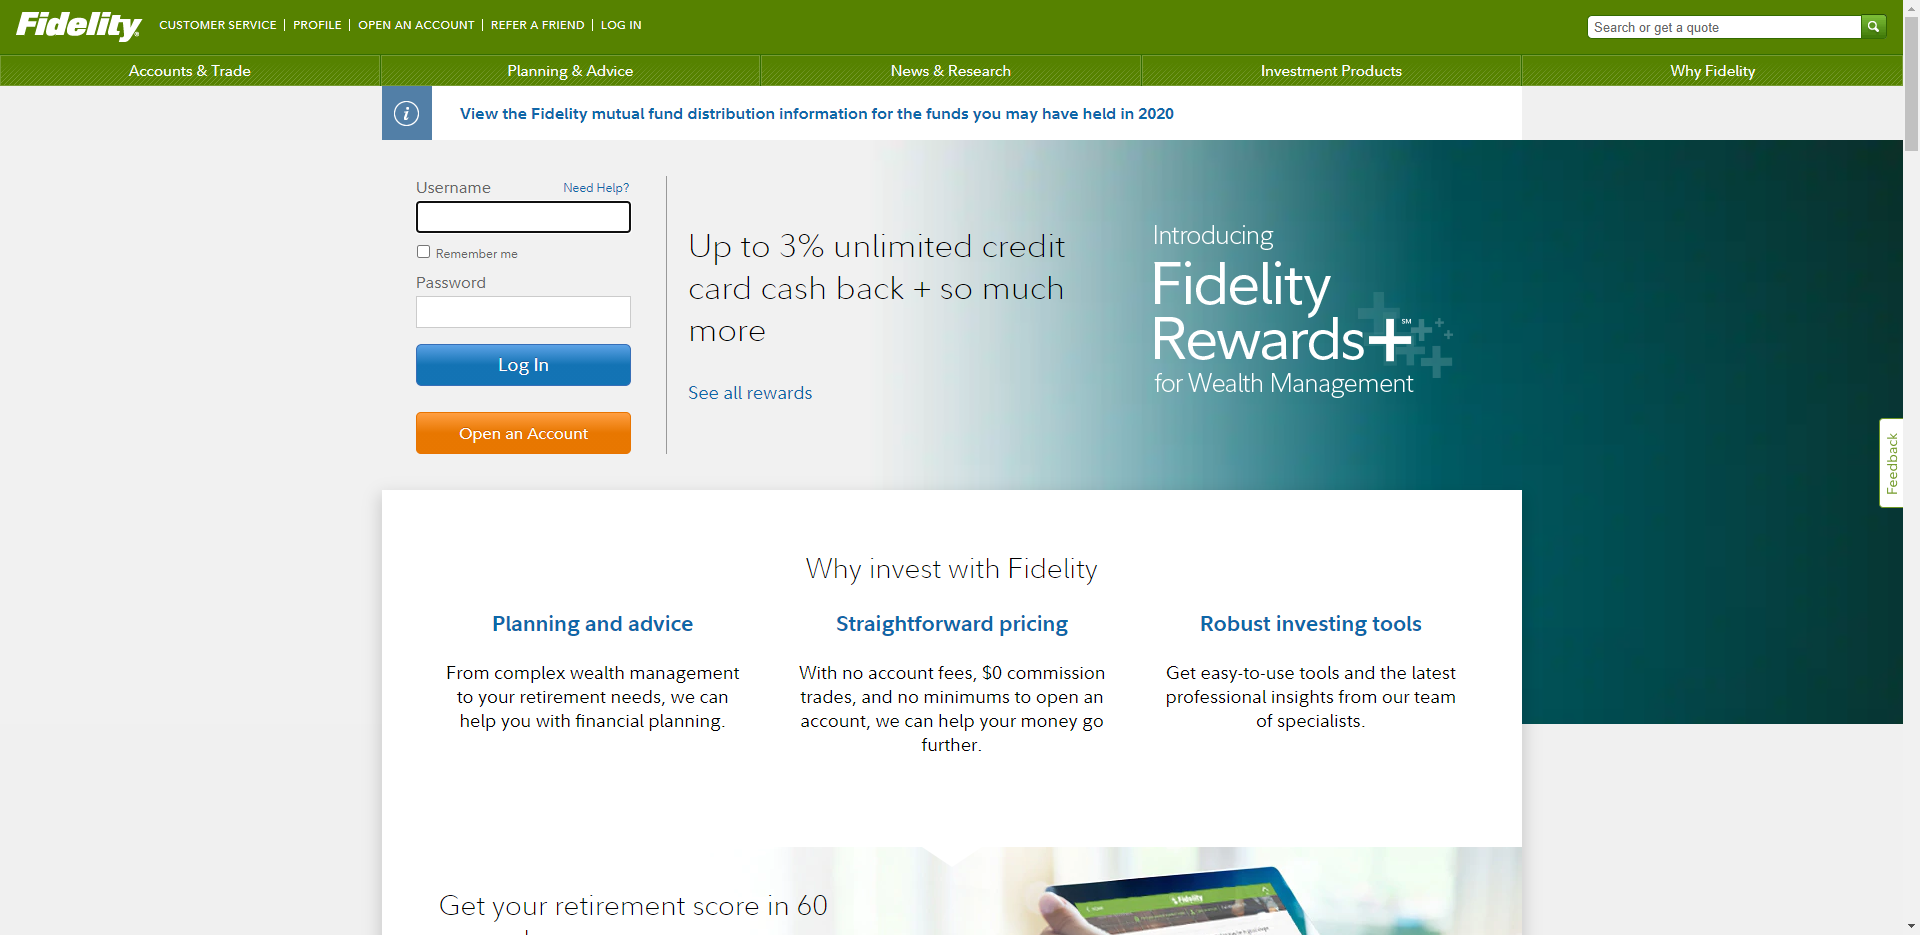 Fidelity
CUSTOMER SERVICE | PROFILE | OPEN AN ACCOUNT | REFER A FRIEND | LOG IN
Search or get a quote
Accounts & Trade
Planning & Advice
News & Research
Investment Products
Why Fidelity
i
View the Fidelity mutual fund distribution information for the funds you may have held in 2020
Username
Need Help?
Remember me
Password
Log In
Open an Account
Up to 3% unlimited credit
card cash back + so much
more
See all rewards
Introducing
Fidelity
Rewards+℠
for Wealth Management
Feedback
Why invest with Fidelity
Planning and advice
From complex wealth management
to your retirement needs, we can
help you with financial planning.
Straightforward pricing
With no account fees, $0 commission
trades, and no minimums to open an
account, we can help your money go
further.
Robust investing tools
Get easy-to-use tools and the latest
professional insights from our team
of specialists.
Get your retirement score in 60
Fidelity